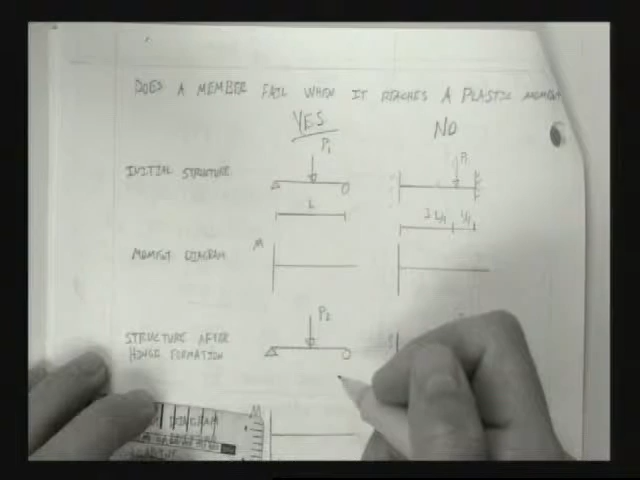 DOES A MEMBER FAIL WHEN IT REACHES A PLASTIC MOMENT
YES
NO
P1
P1
INITIAL STRUCTURE
L
M
MOMENT DIAGRAM
P2
STRUCTURE AFTER
HINGE FORMATION
M
DIAGRAM